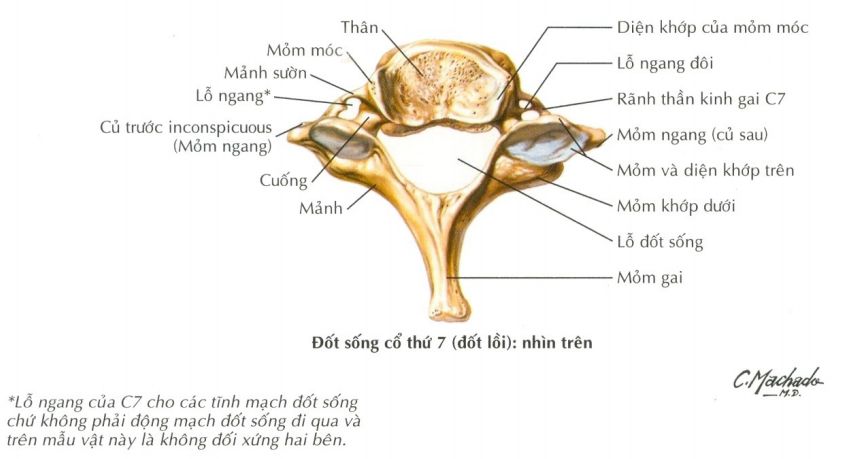 Thân
Mỏm móc
Mảnh sườn
Lỗ ngang*
Củ trước inconspicuous
(Mỏm ngang)
Cuống
Mảnh
Diện khớp của mỏm móc
Lỗ ngang đôi
Rãnh thần kinh gai C7
Mỏm ngang (củ sau)
Mỏm và diện khớp trên
Mỏm khớp dưới
Lỗ đốt sống
Mỏm gai
Đốt sống cổ thứ 7 (đốt lồi): nhìn trên
C. Machado
M.D.
*Lỗ ngang của C7 cho các tĩnh mạch đốt sống
chứ không phải động mạch đốt sống đi qua và
trên mẫu vật này là không đối xứng hai bên.